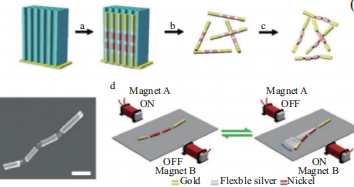 a
b
c
(
d
Magnet A
ON
Magnet A
OFF
OFF
Magnet B
ON
Magnet B
Gold
Flexble silver
Nickel